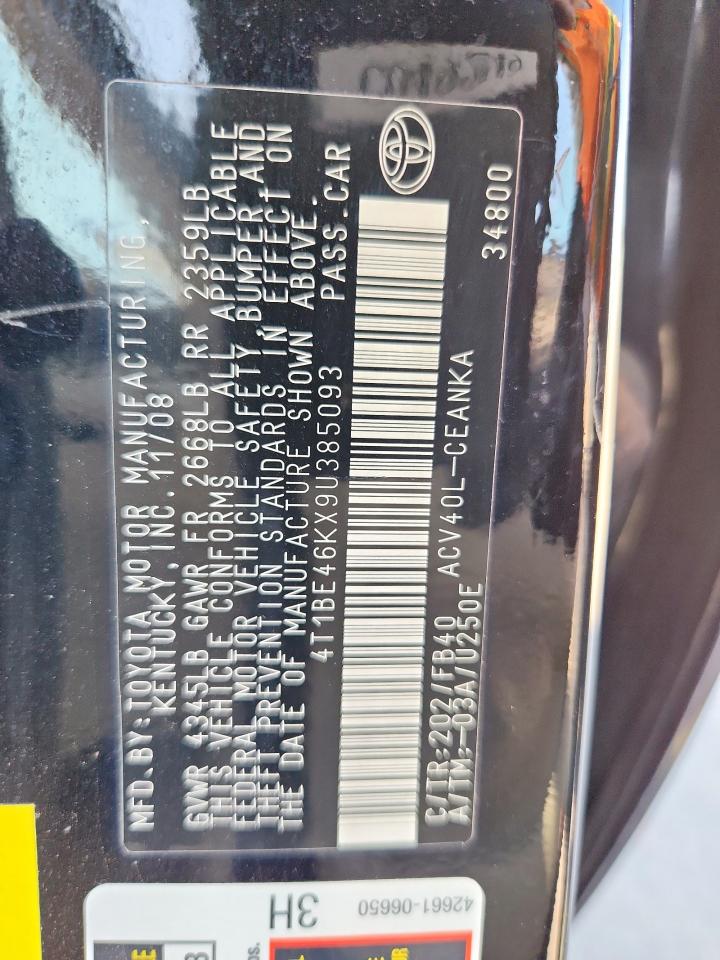 MFD.BY:TOYOTA MOTOR MANUFACTURING,
KENTUCKY,INC. 11/08
GVWR 4345LB GAWR FR 2668LB RR 2359LB
THIS VEHICLE CONFORMS TO ALL APPLICABLE
FEDERAL MOTOR VEHICLE SAFETY, BUMPER, AND
THEFT PREVENTION STANDARDS IN EFFECT ON
THE DATE OF MANUFACTURE SHOWN ABOVE.
4T1BE46KX9U385093 PASS.CAR
C/TR:202/FB40 ACV40L-CEANKA
A/TM:-03A/U250E
34800
42661-06650
3H